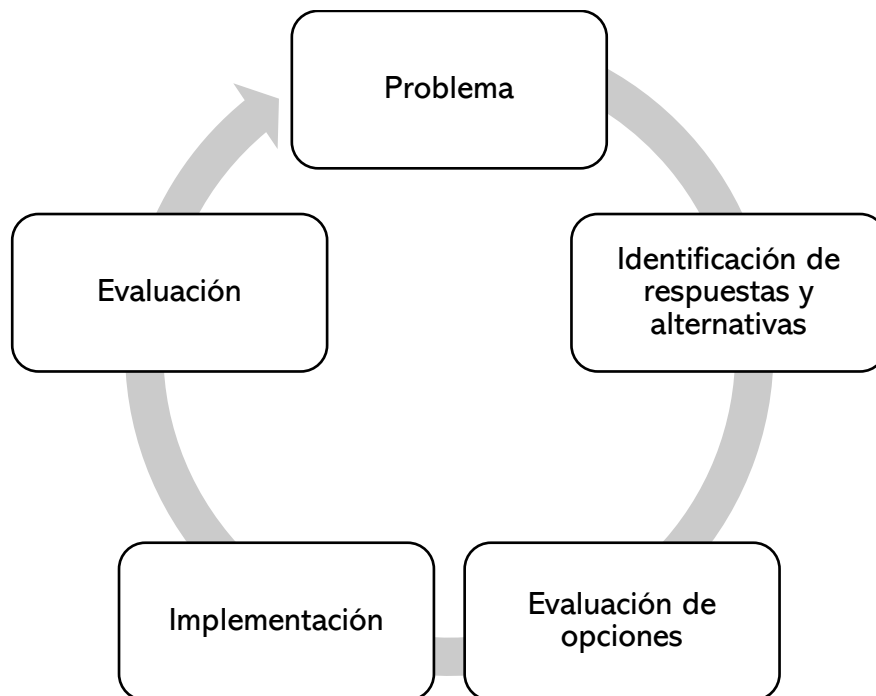 Problema
Identificación de
respuestas y
alternativas
Evaluación de
opciones
Implementación
Evaluación